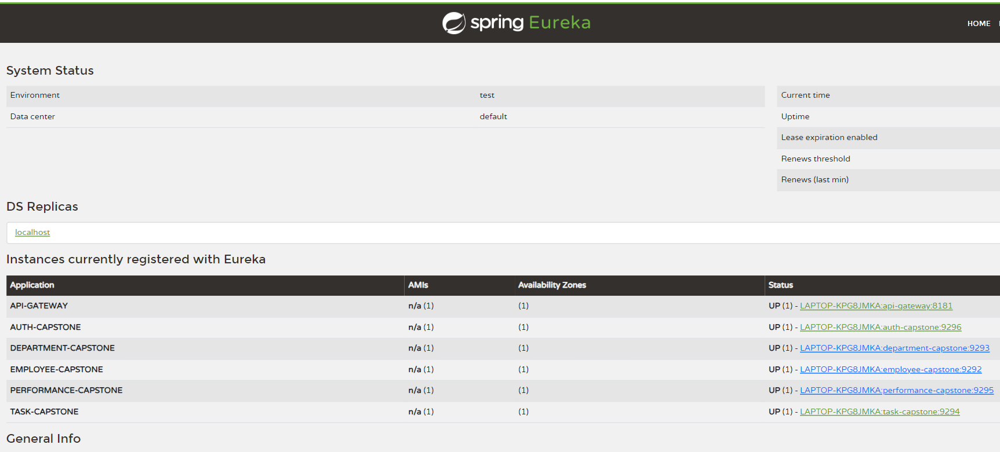 spring Eureka
HOME
System Status
Environment test
Data center default
Current time
Uptime
Lease expiration enabled
Renews threshold
Renews (last min)
DS Replicas
localhost
Instances currently registered with Eureka
Application AMIs Availability Zones Status
API-GATEWAY n/a (1) (1) UP (1) - LAPTOP-KPG8JMKA:api-gateway:8181
AUTH-CAPSTONE n/a (1) (1) UP (1) - LAPTOP-KPG8JMKA:auth-capstone:9296
DEPARTMENT-CAPSTONE n/a (1) (1) UP (1) - LAPTOP-KPG8JMKA:department-capstone:9293
EMPLOYEE-CAPSTONE n/a (1) (1) UP (1) - LAPTOP-KPG8JMKA:employee-capstone:9292
PERFORMANCE-CAPSTONE n/a (1) (1) UP (1) - LAPTOP-KPG8JMKA:performance-capstone:9295
TASK-CAPSTONE n/a (1) (1) UP (1) - LAPTOP-KPG8JMKA:task-capstone:9294
General Info